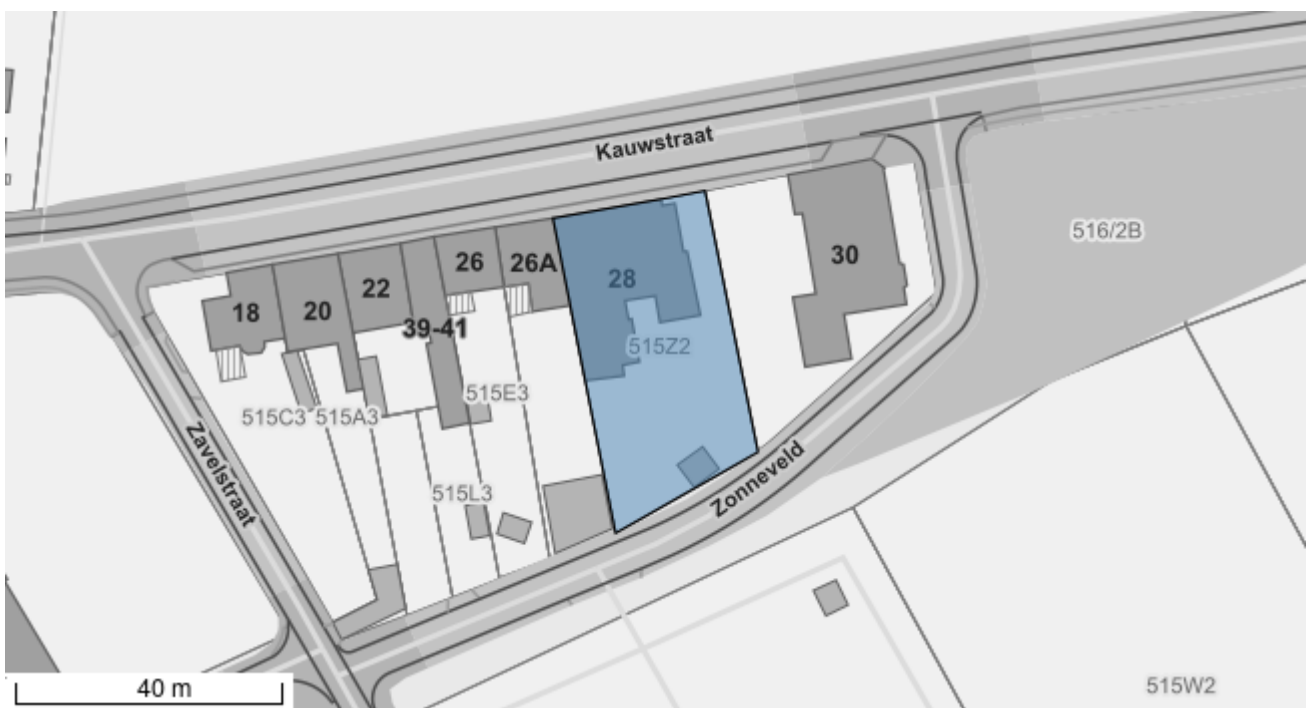 Kauwstraat
516/2B
30
26
26A
28
22
18
20
39-41
515Z2
515E3
515C3
515A3
Zavelstraat
515L3
Zonneveld
40 m
515W2